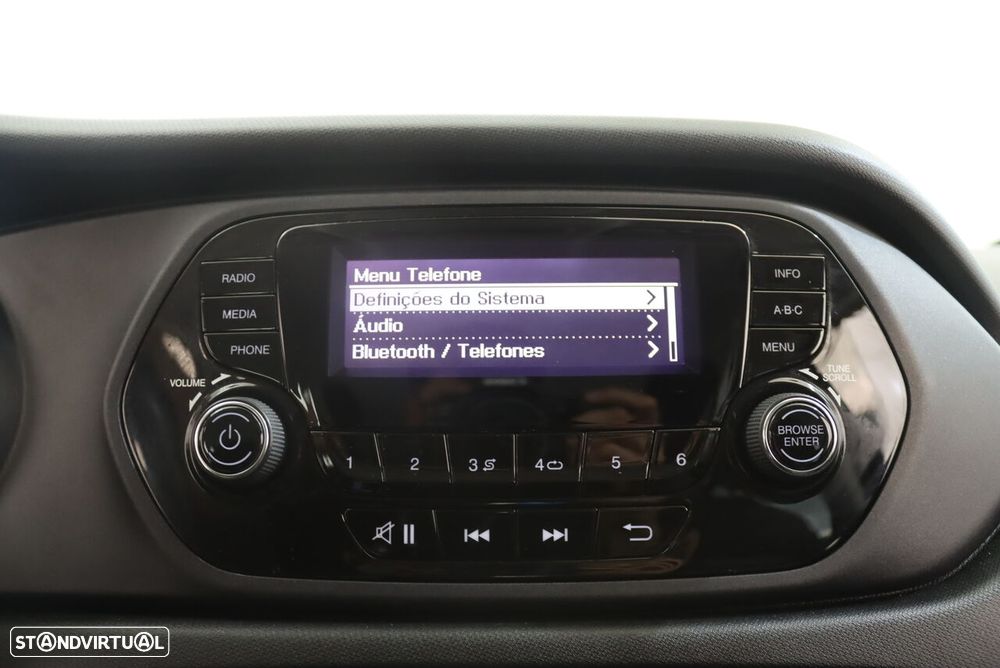 Menu Telefone
Definições do Sistema
Áudio
Bluetooth / Telefones
RADIO
MEDIA
PHONE
VOLUME
INFO
A-B-C
MENU
TUNE
SCROLL
BROWSE
ENTER
1
2
3
4
5
6
STANDVIRTUAL